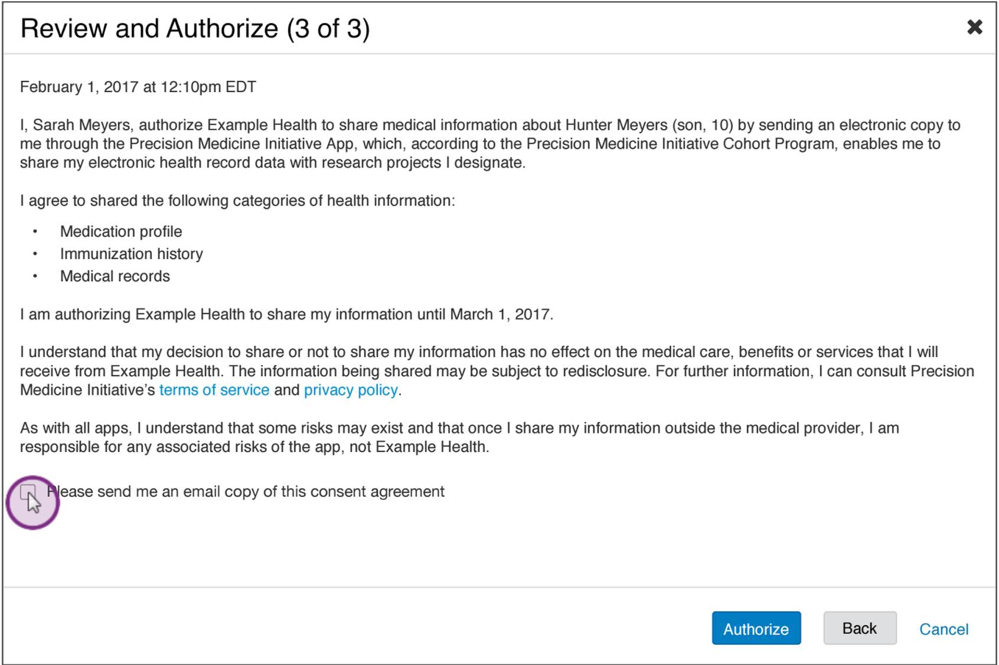 Review and Authorize (3 of 3)
February 1, 2017 at 12:10pm EDT
I, Sarah Meyers, authorize Example Health to share medical information about Hunter Meyers (son, 10) by sending an electronic copy to
me through the Precision Medicine Initiative App, which, according to the Precision Medicine Initiative Cohort Program, enables me to
share my electronic health record data with research projects I designate.
I agree to shared the following categories of health information:
• Medication profile
• Immunization history
• Medical records
I am authorizing Example Health to share my information until March 1, 2017.
I understand that my decision to share or not to share my information has no effect on the medical care, benefits or services that I will
receive from Example Health. The information being shared may be subject to redisclosure. For further information, I can consult Precision
Medicine Initiative’s terms of service and privacy policy.
As with all apps, I understand that some risks may exist and that once I share my information outside the medical provider, I am
responsible for any associated risks of the app, not Example Health.
Please send me an email copy of this consent agreement
Authorize Back Cancel